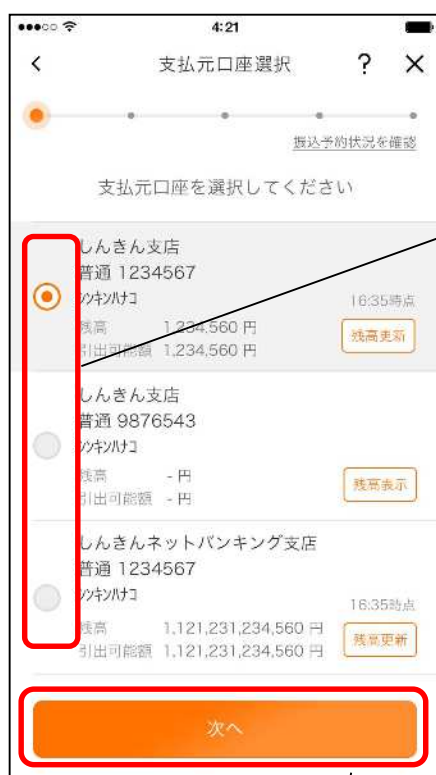 4:21
支払元口座選択 ?
振込予約状況を確認
支払元口座を選択してください
しんきん支店
普通 1234567
シンキンハナコ
16:35時点
残高 1,234,560 円
引出可能額 1,234,560 円
残高更新
しんきん支店
普通 9876543
シンキンハナコ
残高 - 円
引出可能額 - 円
残高表示
しんきんネットバンキング支店
普通 1234567
シンキンハナコ
16:35時点
残高 1,121,231,234,560 円
引出可能額 1,121,231,234,560 円
残高更新
次へ